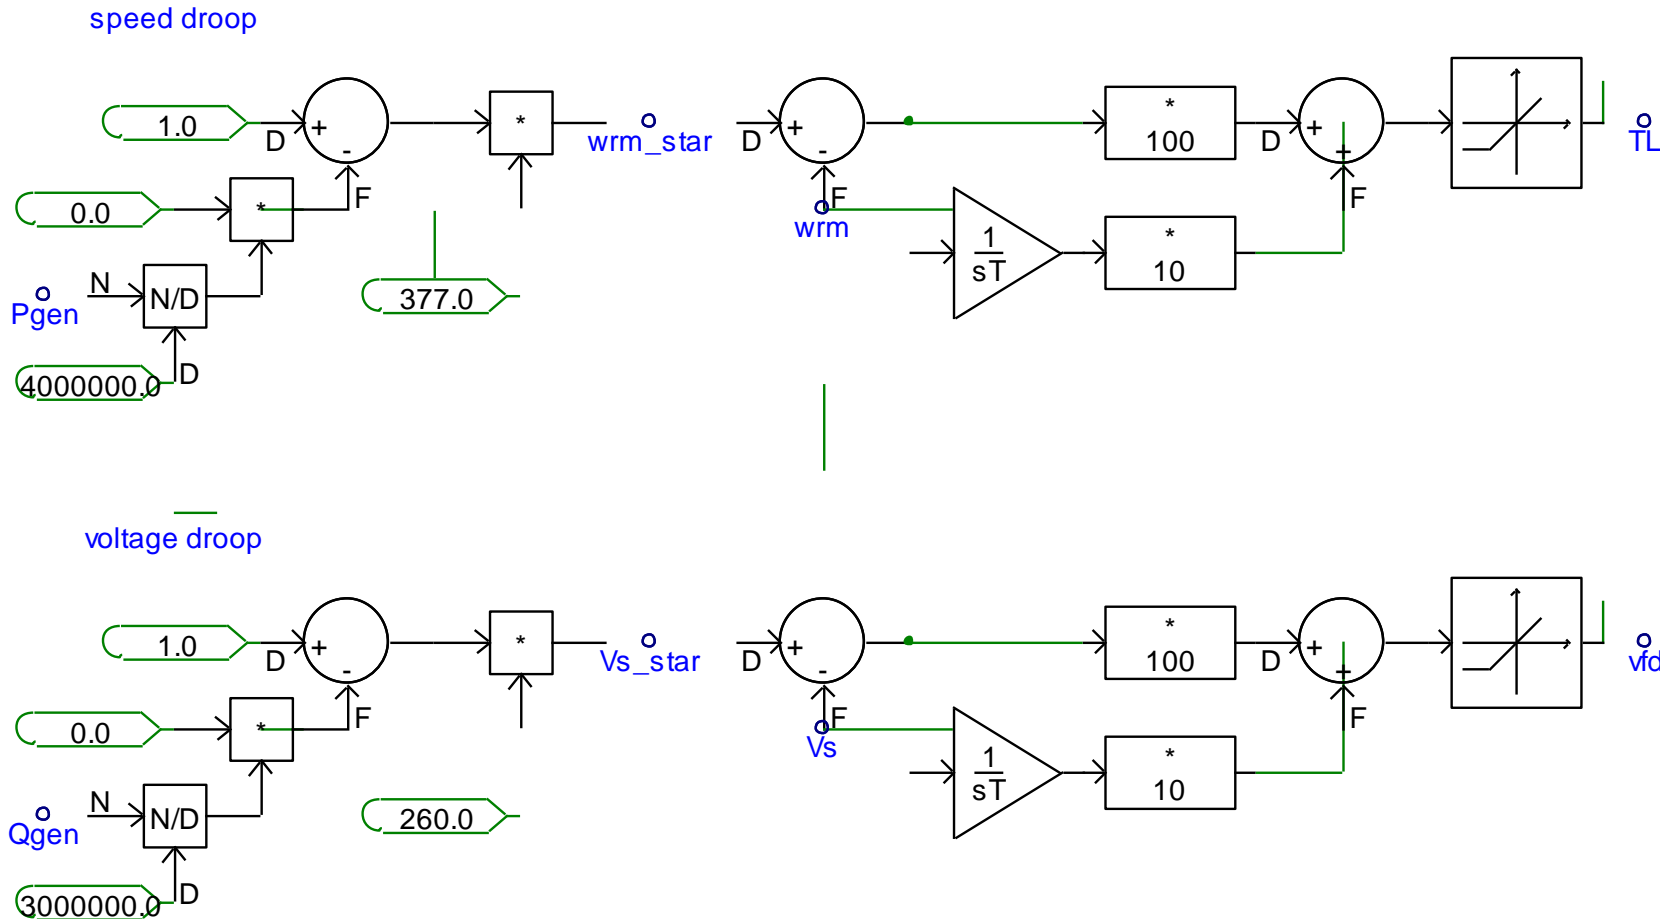 speed droop
1.0
D
+
-
F
*
wrm_star
D
+
-
F
wrm
*
100
D
+
+
F
TL
0.0
*
1
sT
*
10
Pgen
N
N/D
D
377.0
4000000.0
voltage droop
1.0
D
+
-
F
*
Vs_star
D
+
-
F
Vs
*
100
D
+
+
F
vfd
0.0
*
1
sT
*
10
Qgen
N
N/D
D
260.0
3000000.0